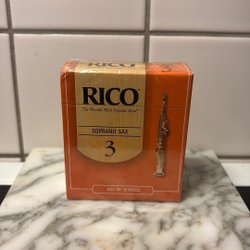 RICO
The World's Most Popular Reed!
SOPRANO SAX
3
BOX OF 10 REEDS